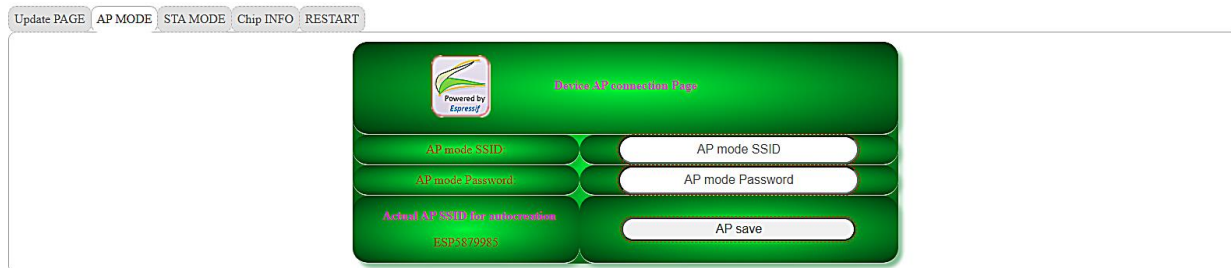 Update PAGE AP MODE STA MODE Chip INFO RESTART
Powered by
Espressif
Device AP connection Page
AP mode SSID: AP mode SSID
AP mode Password: AP mode Password
Actual AP SSID for autocreation
ESP5879985
AP save